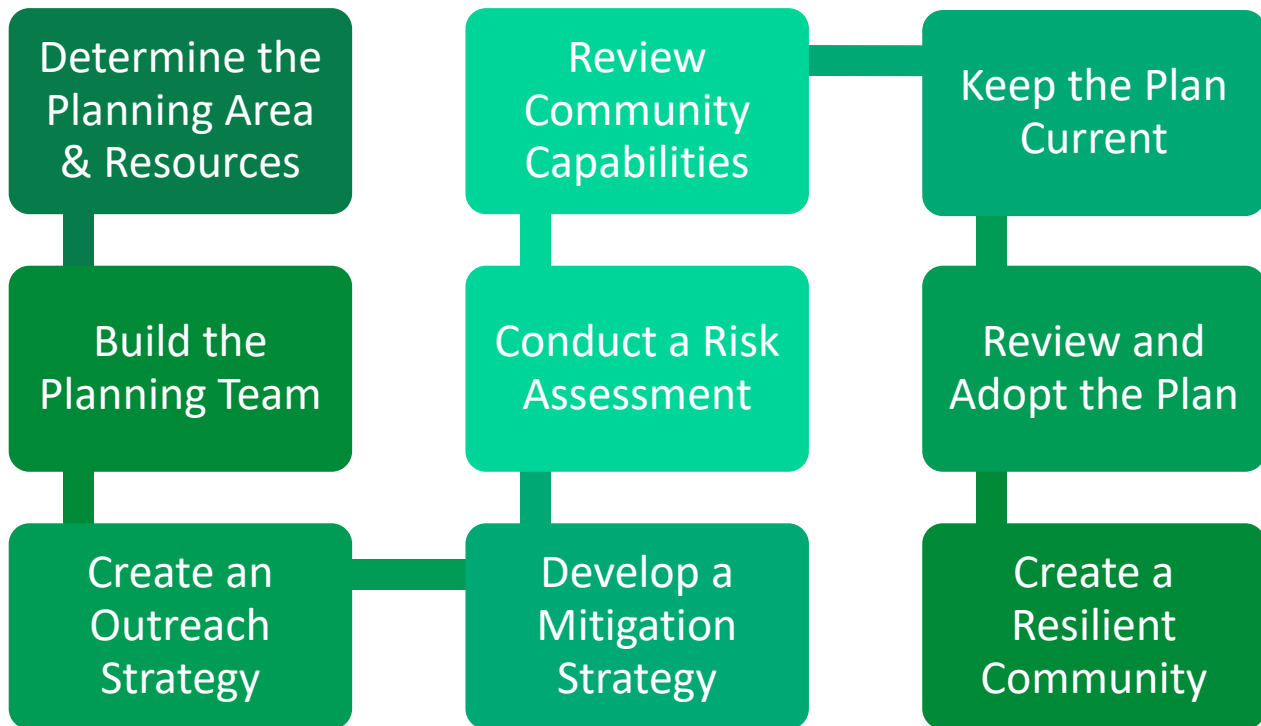 Determine the
Planning Area
& Resources
Build the
Planning Team
Create an
Outreach
Strategy
Develop a
Mitigation
Strategy
Conduct a Risk
Assessment
Review
Community
Capabilities
Keep the Plan
Current
Review and
Adopt the Plan
Create a
Resilient
Community